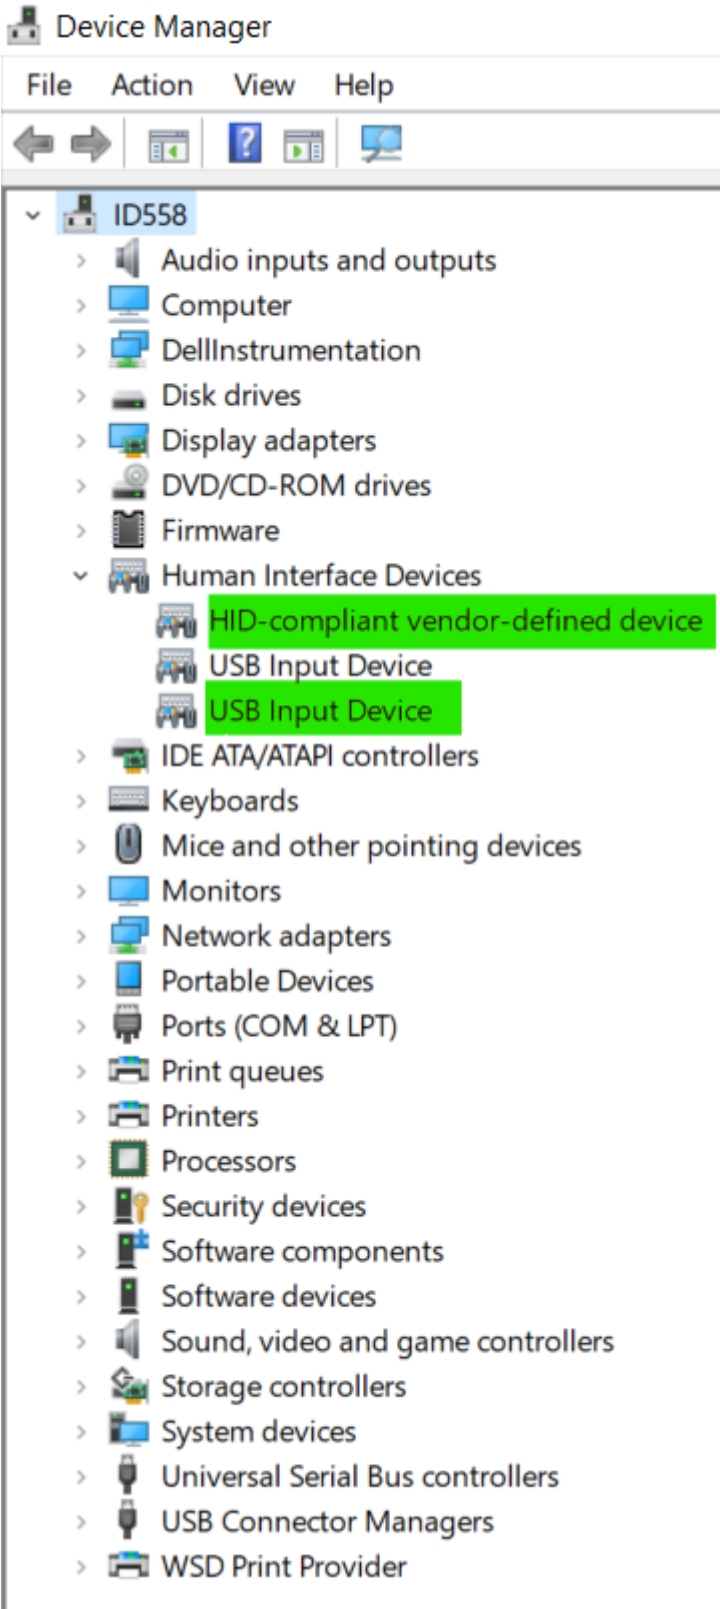 Device Manager
File Action View Help
ID558
Audio inputs and outputs
Computer
DellInstrumentation
Disk drives
Display adapters
DVD/CD-ROM drives
Firmware
Human Interface Devices
HID-compliant vendor-defined device
USB Input Device
USB Input Device
IDE ATA/ATAPI controllers
Keyboards
Mice and other pointing devices
Monitors
Network adapters
Portable Devices
Ports (COM & LPT)
Print queues
Printers
Processors
Security devices
Software components
Software devices
Sound, video and game controllers
Storage controllers
System devices
Universal Serial Bus controllers
USB Connector Managers
WSD Print Provider